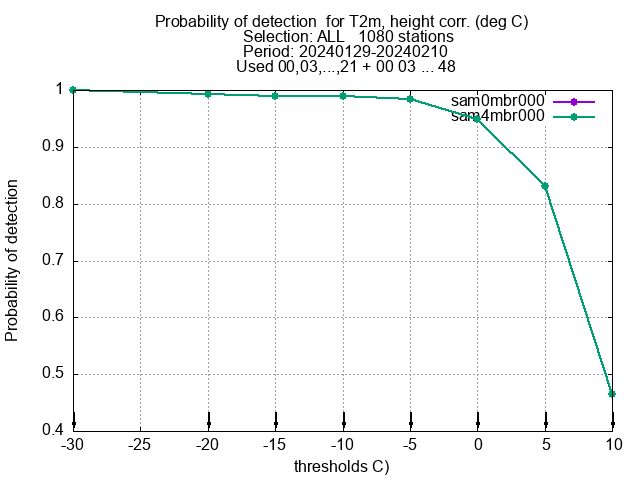 Probability of detection  for T2m, height corr. (deg C)
Selection: ALL   1080 stations
Period: 20240129-20240210
Used 00,03,...,21 + 00 03 ... 48
sam0mbr000
sam4mbr000
1
0.9
0.8
0.7
0.6
0.5
0.4
Probability of detection
-30 -25 -20 -15 -10 -5 0 5 10
thresholds C)